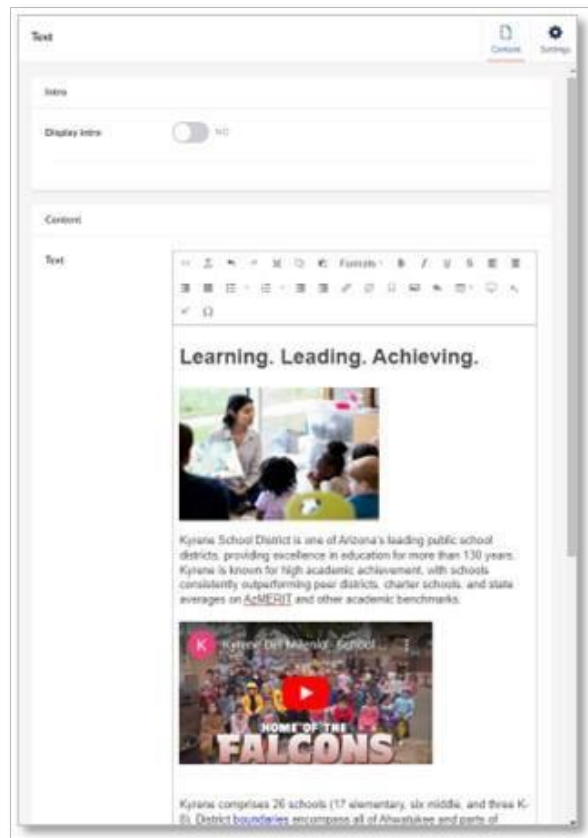 Text
Content
Settings
Intro
Display Intro
NO
Content
Text
Formats
B I U S
Learning. Leading. Achieving.
Kyrene School District is one of Arizona's leading public school
districts, providing excellence in education for more than 130 years.
Kyrene is known for high academic achievement, with schools
consistently outperforming peer districts, charter schools, and state
averages on AzMERIT and other academic benchmarks.
K
Kyrene Del Milenio - School ...
HOME OF THE
FALCONS
Kyrene comprises 26 schools (17 elementary, six middle, and three K-
8). District boundaries encompass all of Ahwatukee and parts of